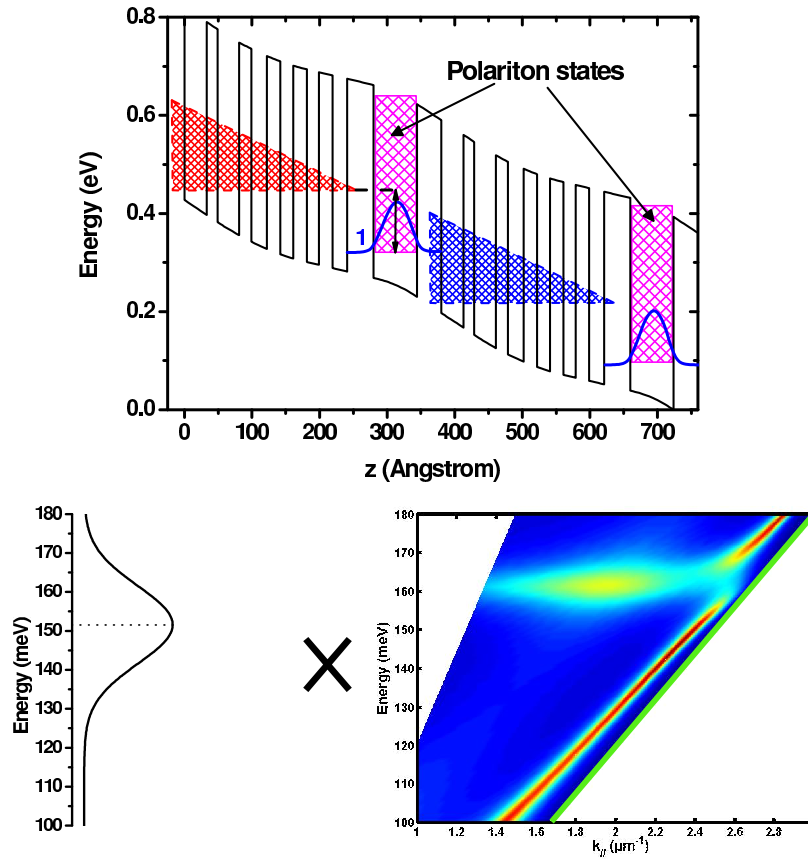 0.8
0.6
0.4
0.2
0.0
Energy (eV)
Polariton states
1
0 100 200 300 400 500 600 700
z (Angstrom)
180
170
160
150
140
130
120
110
100
Energy (meV)
X
180
170
160
150
140
130
120
110
100
Energy (meV)
1 1.2 1.4 1.6 1.8 2 2.2 2.4 2.6 2.8
k// (μm-1)